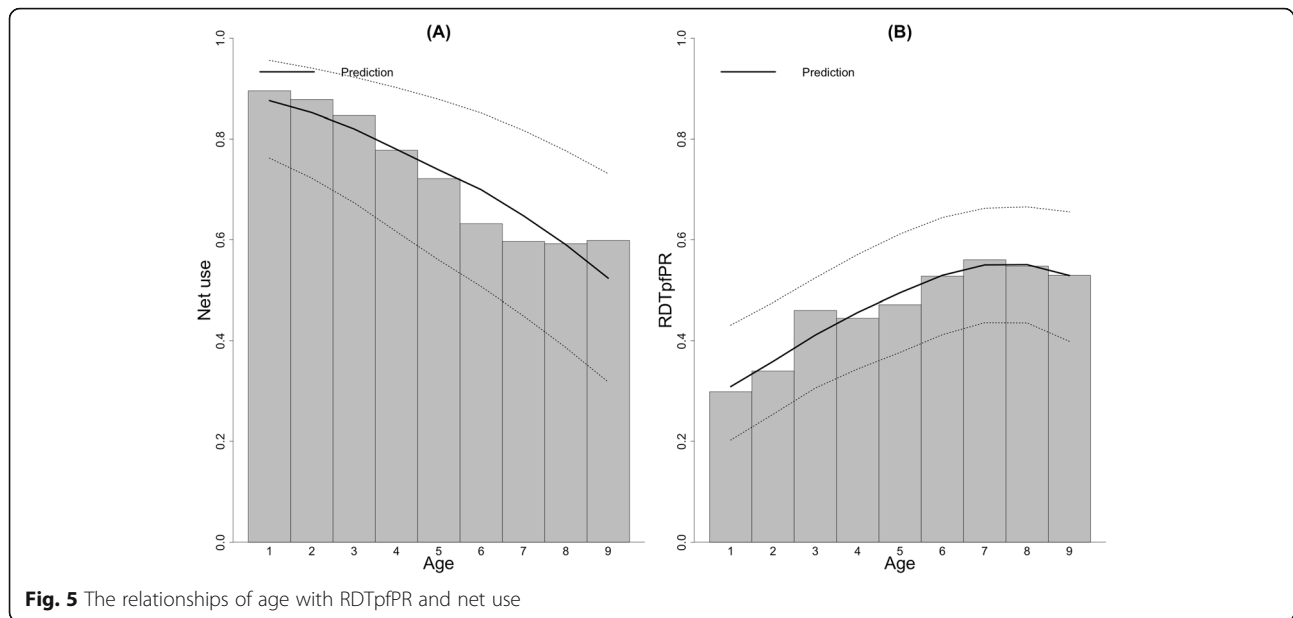 (A)
Prediction
Net use
1.0
0.8
0.6
0.4
0.2
0.0
1 2 3 4 5 6 7 8 9
Age
(B)
Prediction
RDTpfPR
1.0
0.8
0.6
0.4
0.2
0.0
1 2 3 4 5 6 7 8 9
Age
Fig. 5 The relationships of age with RDTpfPR and net use